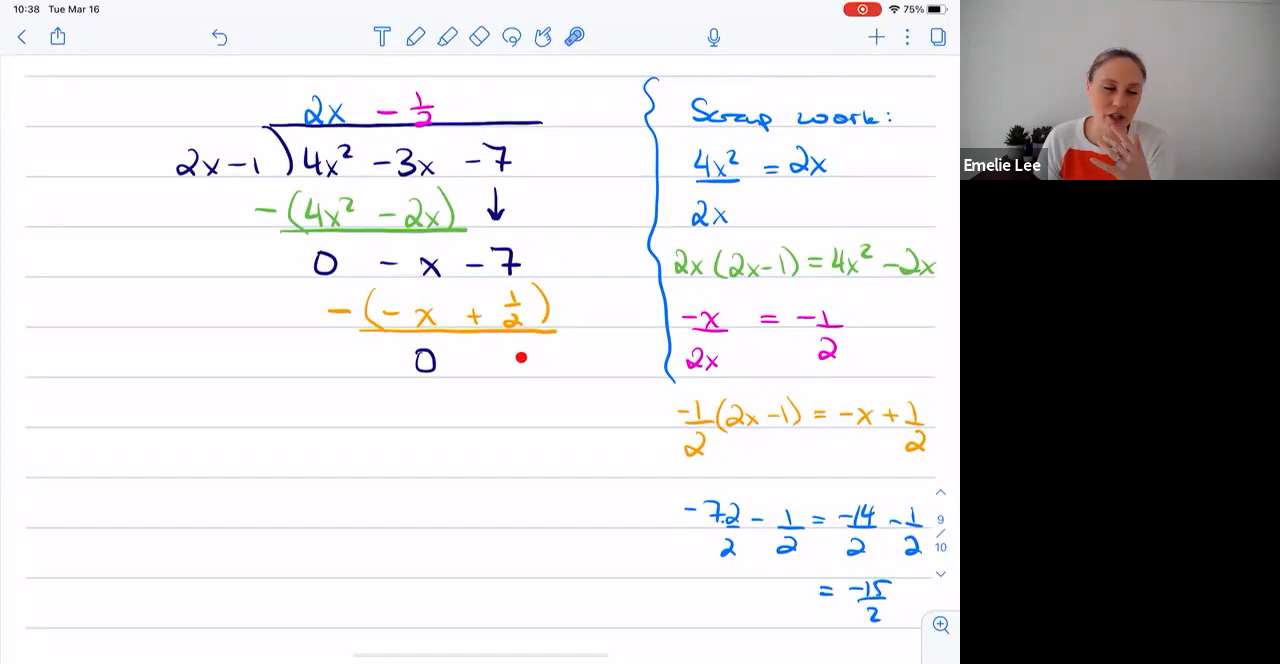 10:38 Tue Mar 16 75%
2x - 1/2
2x-1 ) 4x² - 3x - 7
-(4x² - 2x) ↓
0 - x - 7
-(-x + 1/2)
0
Scrap work:
4x²/2x = 2x
2x(2x-1) = 4x² - 2x
-x/2x = -1/2
-1/2(2x-1) = -x + 1/2
-7·2/2 - 1/2 = -14/2 - 1/2
= -15/2
9/10
Emelie Lee